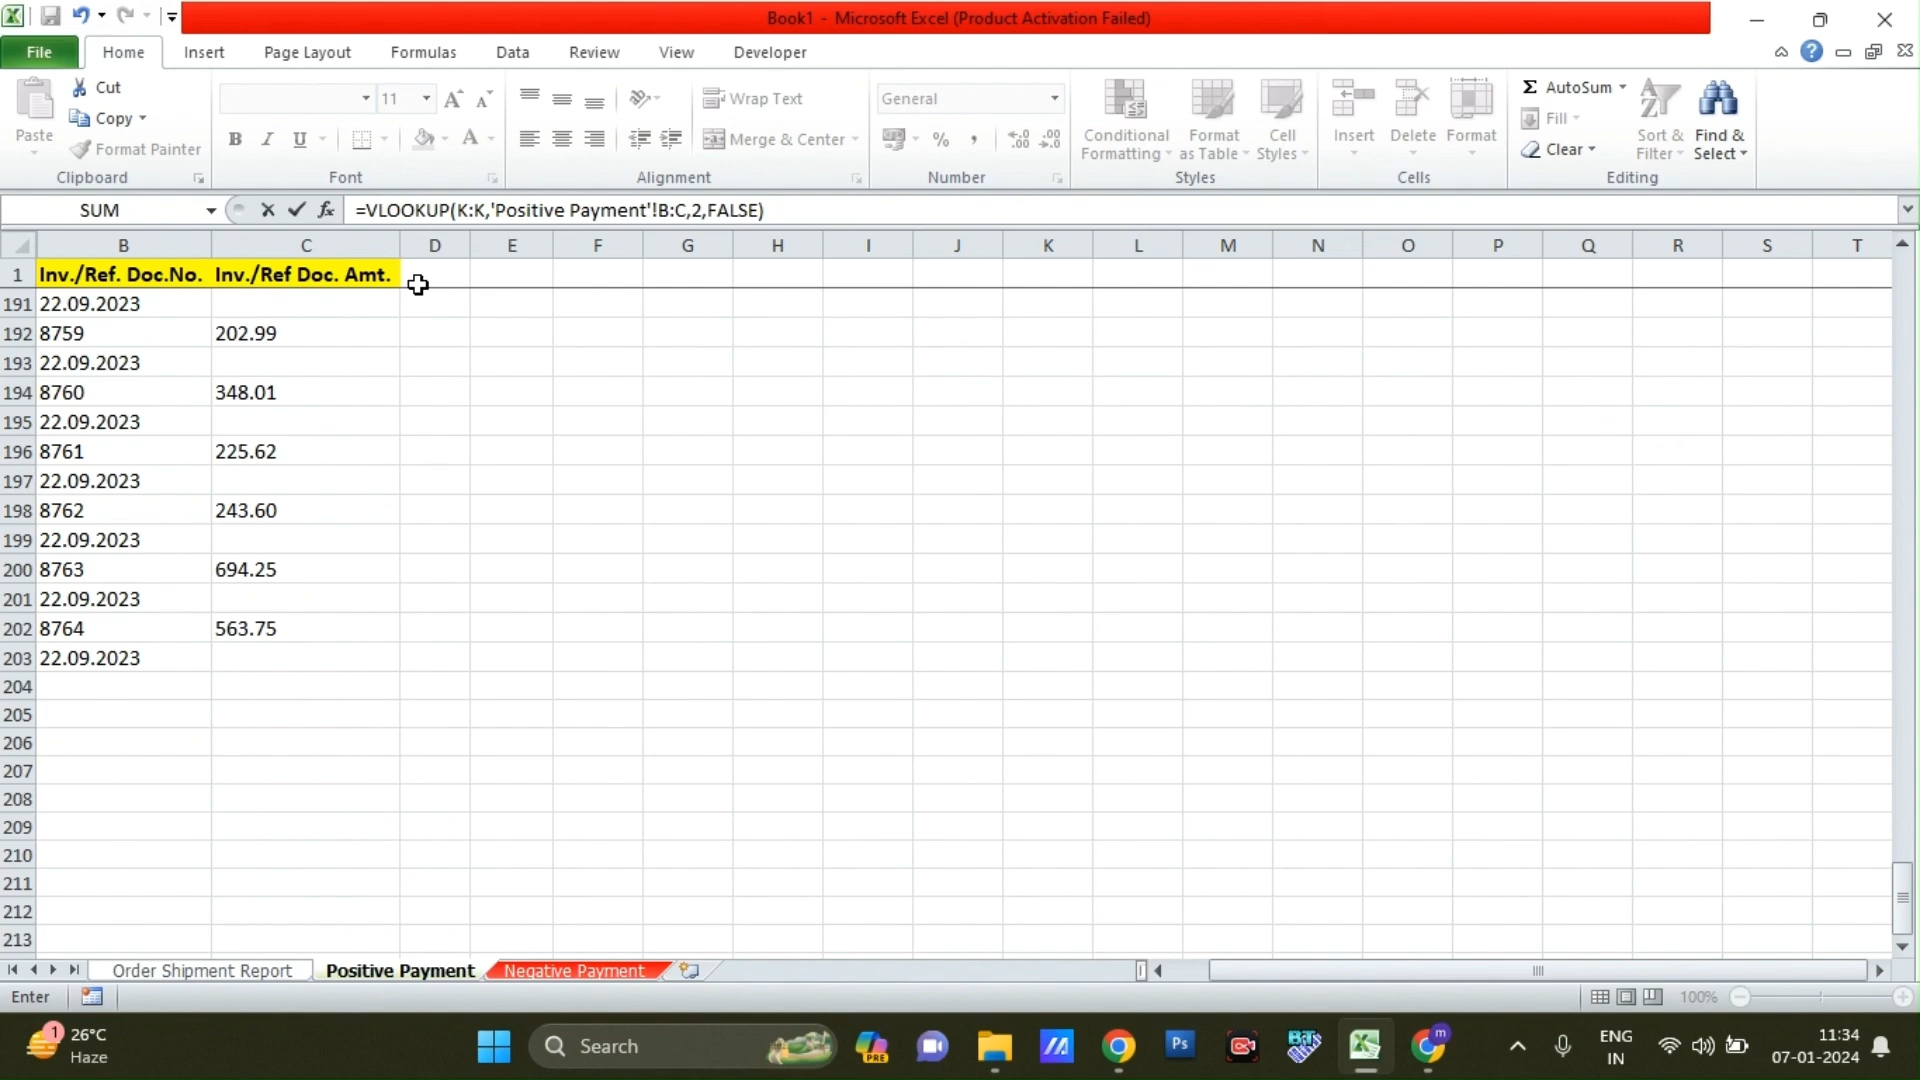 Book1 - Microsoft Excel (Product Activation Failed)
File Home Insert Page Layout Formulas Data Review View Developer
Paste
Cut
Copy
Format Painter
Clipboard
11
B I U
Font
Wrap Text
Merge & Center
Alignment
General
%
Number
Conditional Formatting
Format as Table
Cell Styles
Styles
Insert
Delete
Format
Cells
AutoSum
Fill
Clear
Sort & Filter
Find & Select
Editing
SUM
fx
=VLOOKUP(K:K,'Positive Payment'!B:C,2,FALSE)
B C D E F G H I J K L M N O P Q R S T
1 Inv./Ref. Doc.No. Inv./Ref Doc. Amt.
191 22.09.2023
192 8759 202.99
193 22.09.2023
194 8760 348.01
195 22.09.2023
196 8761 225.62
197 22.09.2023
198 8762 243.60
199 22.09.2023
200 8763 694.25
201 22.09.2023
202 8764 563.75
203 22.09.2023
204
205
206
207
208
209
210
211
212
213
Order Shipment Report Positive Payment Negative Payment
Enter
100%
1
26°C
Haze
Search
PRE
Ps
m
ENG
IN
11:34
07-01-2024